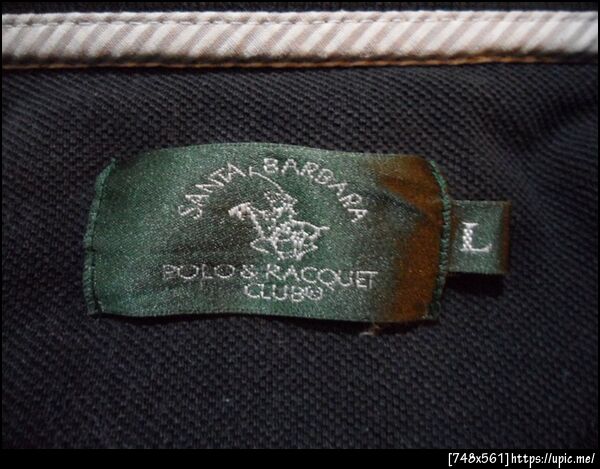 SANTA BARBARA
POLO & RACQUET
CLUB®
L
[748x561]https://upic.me/